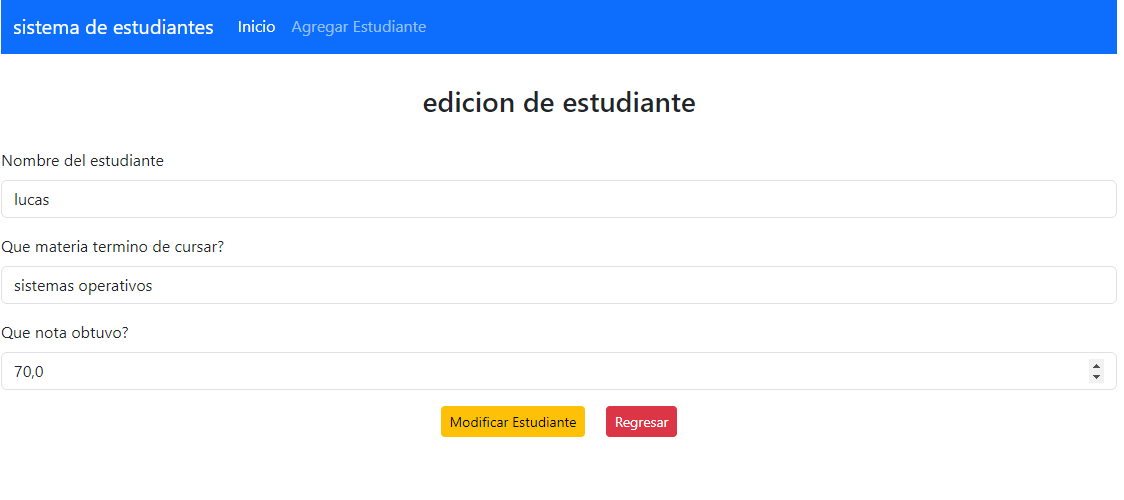 sistema de estudiantes Inicio Agregar Estudiante
edicion de estudiante
Nombre del estudiante
lucas
Que materia termino de cursar?
sistemas operativos
Que nota obtuvo?
70,0
Modificar Estudiante Regresar